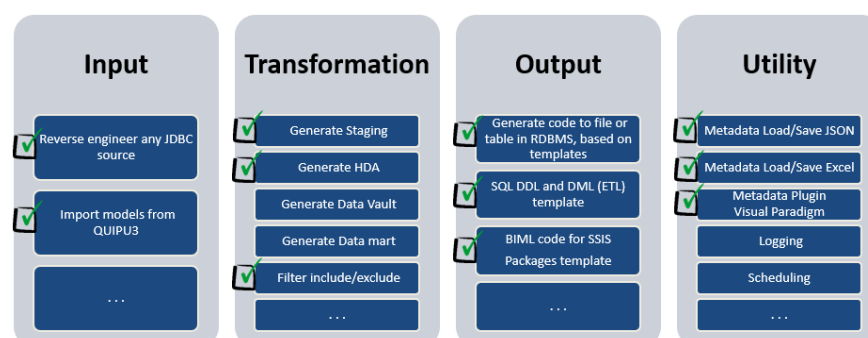 Input
Reverse engineer any JDBC
source
Import models from
QUIPU3
...
Transformation
Generate Staging
Generate HDA
Generate Data Vault
Generate Data mart
Filter include/exclude
...
Output
Generate code to file or
table in RDBMS, based on
templates
SQL DDL and DML (ETL)
template
BIML code for SSIS
Packages template
...
Utility
Metadata Load/Save JSON
Metadata Load/Save Excel
Metadata Plugin
Visual Paradigm
Logging
Scheduling
...